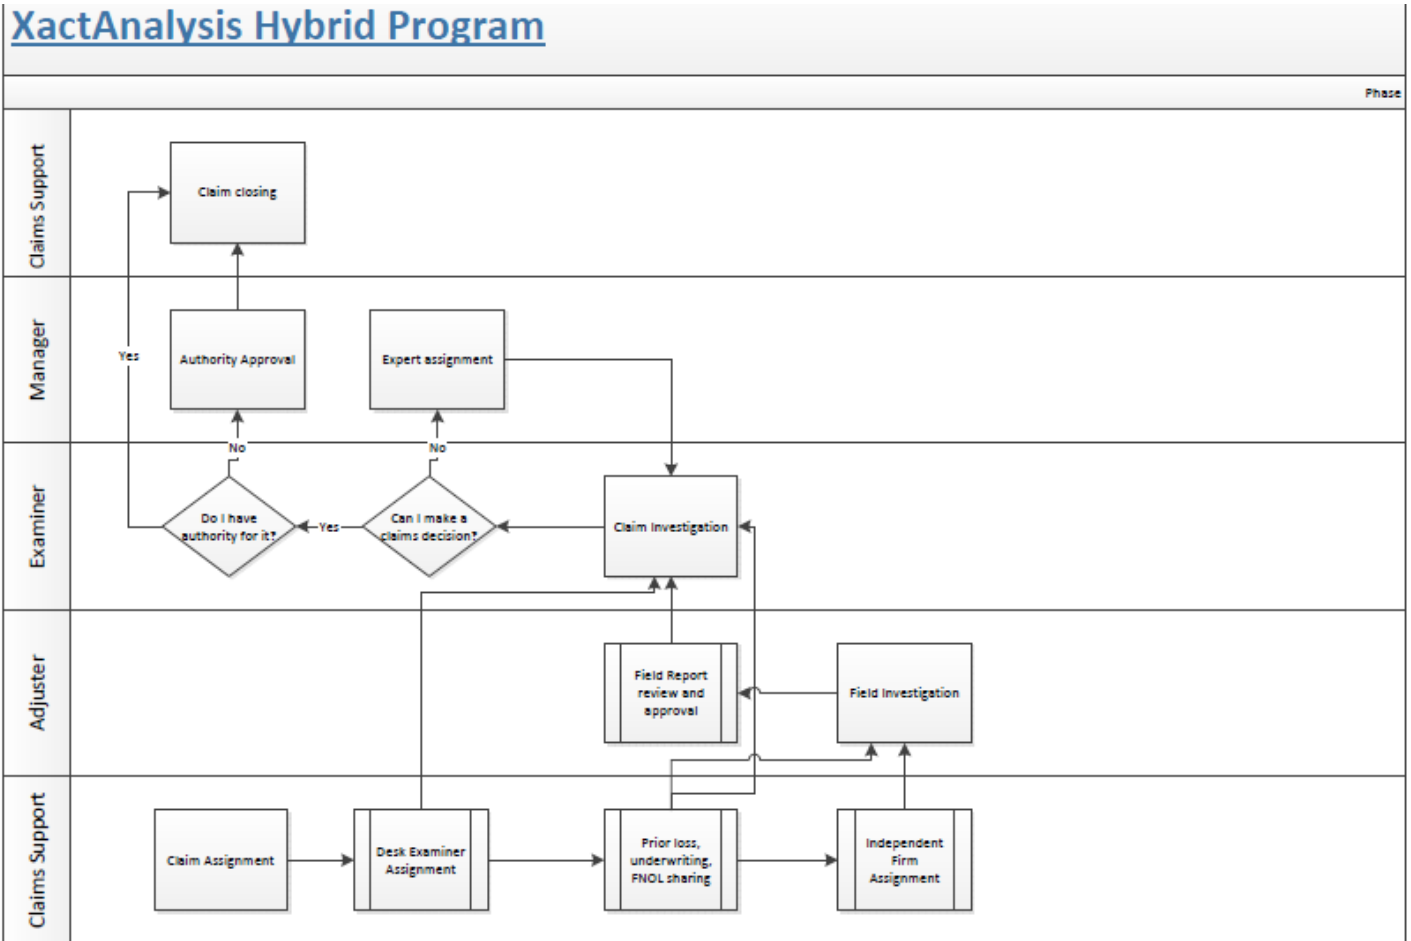 XactAnalysis Hybrid Program
Phase
Claims Support
Claim closing
Manager
Yes
Authority Approval
Expert assignment
No
No
Examiner
Do I have
authority for it?
Yes
Can I make a
claims decision?
Claim Investigation
Adjuster
Field Report
review and
approval
Field Investigation
Claims Support
Claim Assignment
Desk Examiner
Assignment
Prior loss,
underwriting,
FNOL sharing
Independent
Firm
Assignment